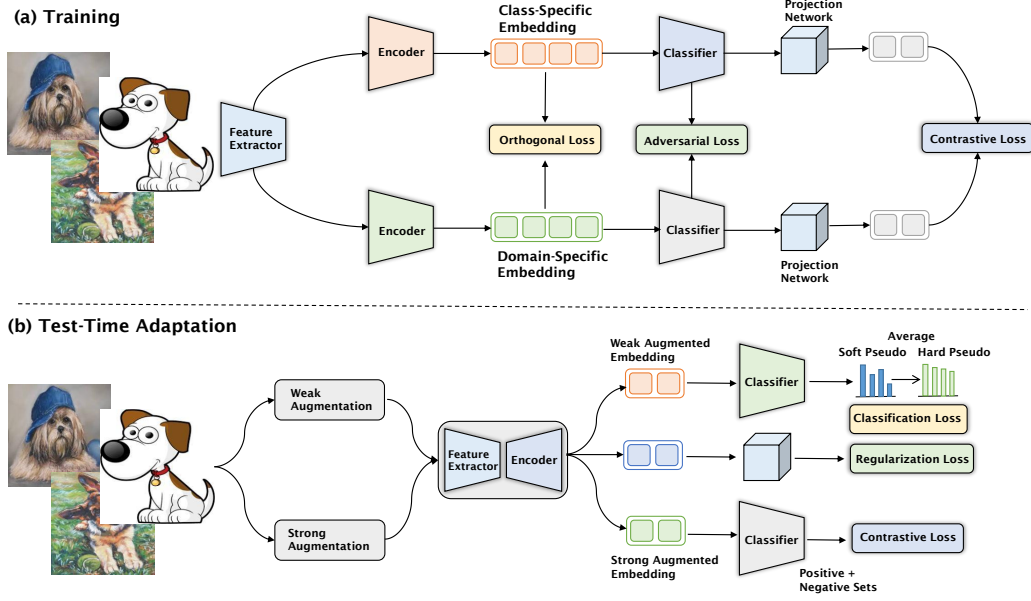 (a) Training
Class-Specific
Embedding
Projection
Network
Encoder
Classifier
Feature
Extractor
Orthogonal Loss
Adversarial Loss
Contrastive Loss
Encoder
Classifier
Domain-Specific
Embedding
Projection
Network
(b) Test-Time Adaptation
Weak Augmented
Embedding
Average
Soft Pseudo
Hard Pseudo
Weak
Augmentation
Classifier
Classification Loss
Feature
Extractor
Encoder
Regularization Loss
Strong
Augmentation
Classifier
Contrastive Loss
Strong Augmented
Embedding
Positive +
Negative Sets